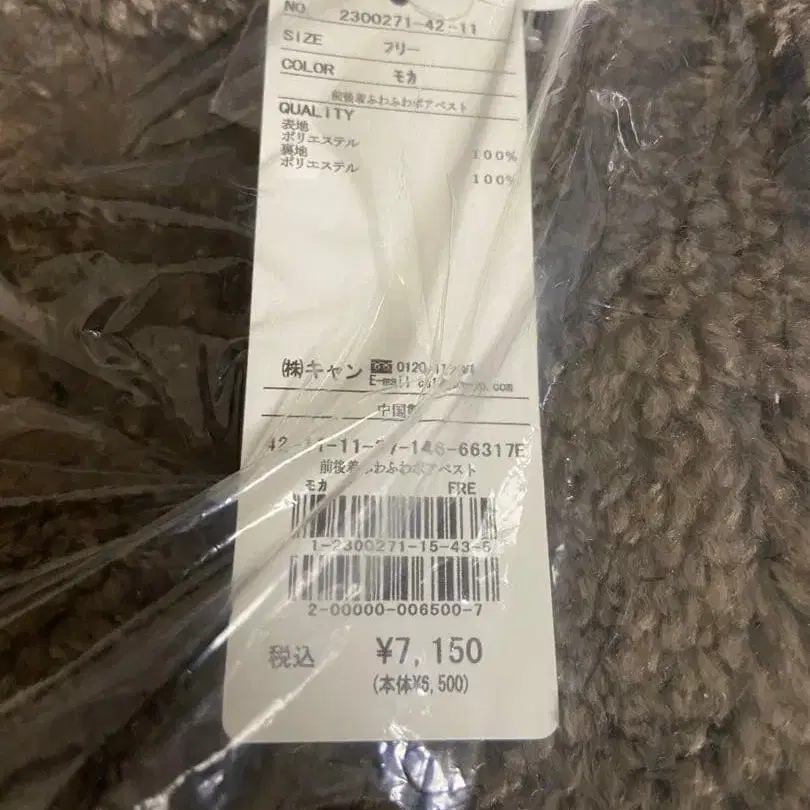 NO 2300271-42-11
SIZE フリー
COLOR モカ
前後着ふわふわボアベスト
QUALITY
表地
ポリエステル 100%
裏地
ポリエステル 100%
㈱キャン 0120
E-mail
中国製
前後着ふわふわボアベスト
モカ FRE
1-2300271-15-43-6
2-00000-006500-7
税込 ¥7,150
(本体¥6,500)